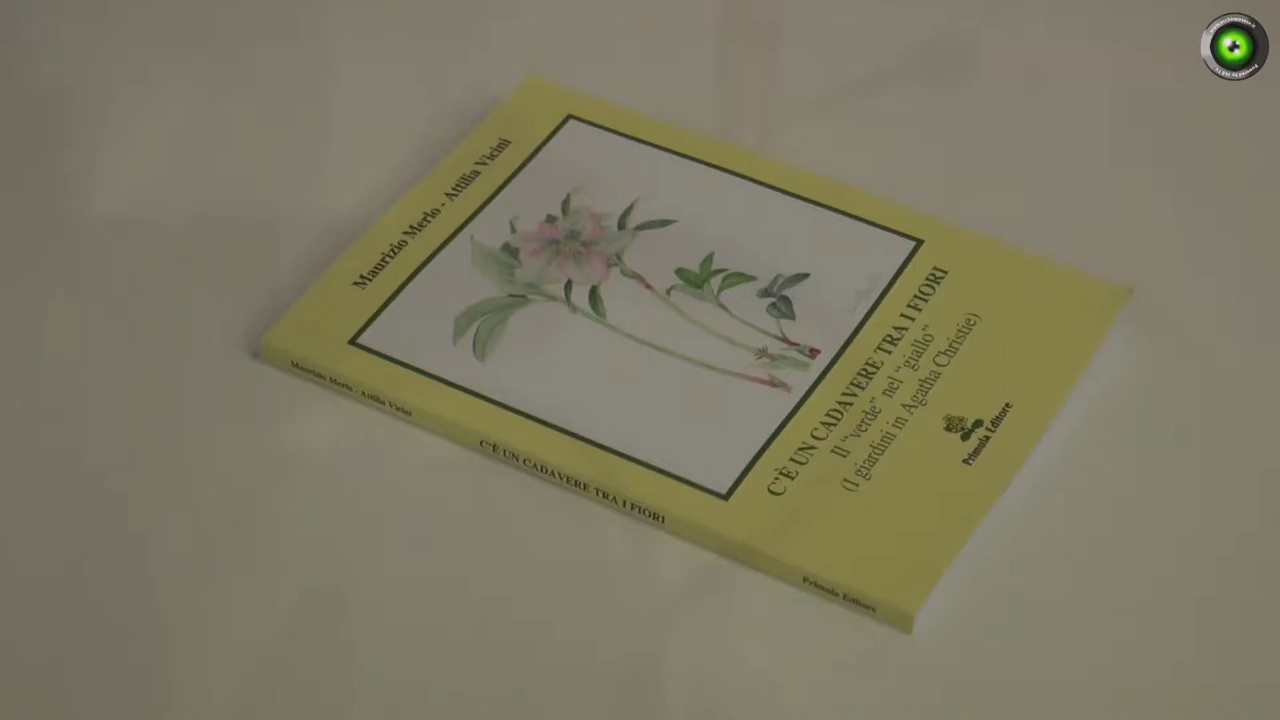 Maurizio Merlo - Attilia Vicini
C'È UN CADAVERE TRA I FIORI
Il “verde” nel “giallo”
(I giardini in Agatha Christie)
Primula Editore
Maurizio Merlo - Attilia Vicini
C'È UN CADAVERE TRA I FIORI
Primula Editore